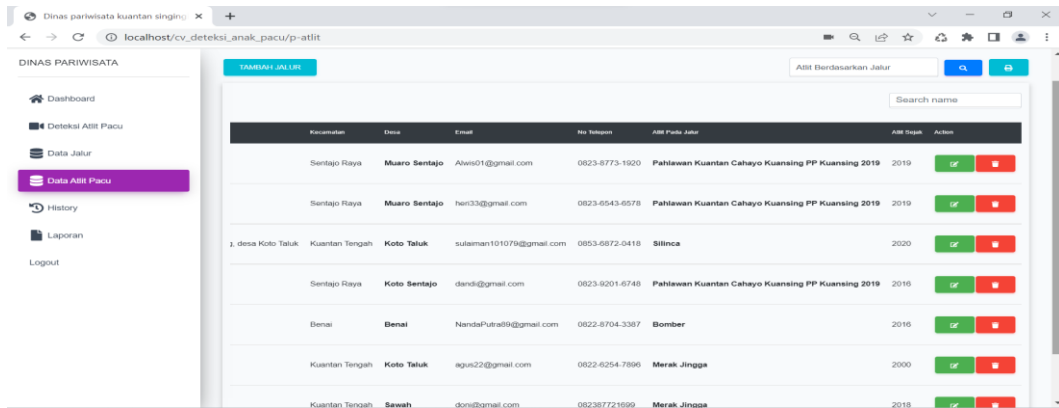 Dinas pariwisata kuantan singing
localhost/cv_deteksi_anak_pacu/p-atlit
DINAS PARIWISATA
TAMBAH JALUR
Atlit Berdasarkan Jalur
Dashboard
Search name
Deteksi Atlit Pacu
Kecamatan Desa Email No Telepon Atlit Pada Jalur Atlit Sejak Action
Data Jalur
Sentajo Raya Muaro Sentajo Alwis01@gmail.com 0823-8773-1920 Pahlawan Kuantan Cahayo Kuansing PP Kuansing 2019 2019
Data Atlit Pacu
History
Sentajo Raya Muaro Sentajo heri33@gmail.com 0823-6543-6578 Pahlawan Kuantan Cahayo Kuansing PP Kuansing 2019 2019
Laporan
, desa Koto Taluk Kuantan Tengah Koto Taluk sulaiman101079@gmail.com 0853-6872-0418 Silinca 2020
Logout
Sentajo Raya Koto Sentajo dandi@gmail.com 0823-9201-6748 Pahlawan Kuantan Cahayo Kuansing PP Kuansing 2019 2016
Benai Benai NandaPutra89@gmail.com 0822-8704-3387 Bomber 2016
Kuantan Tengah Koto Taluk agus22@gmail.com 0822-6254-7896 Merak Jingga 2000
Kuantan Tengah Sawah doni@gmail.com 082387721699 Merak Jingga 2018